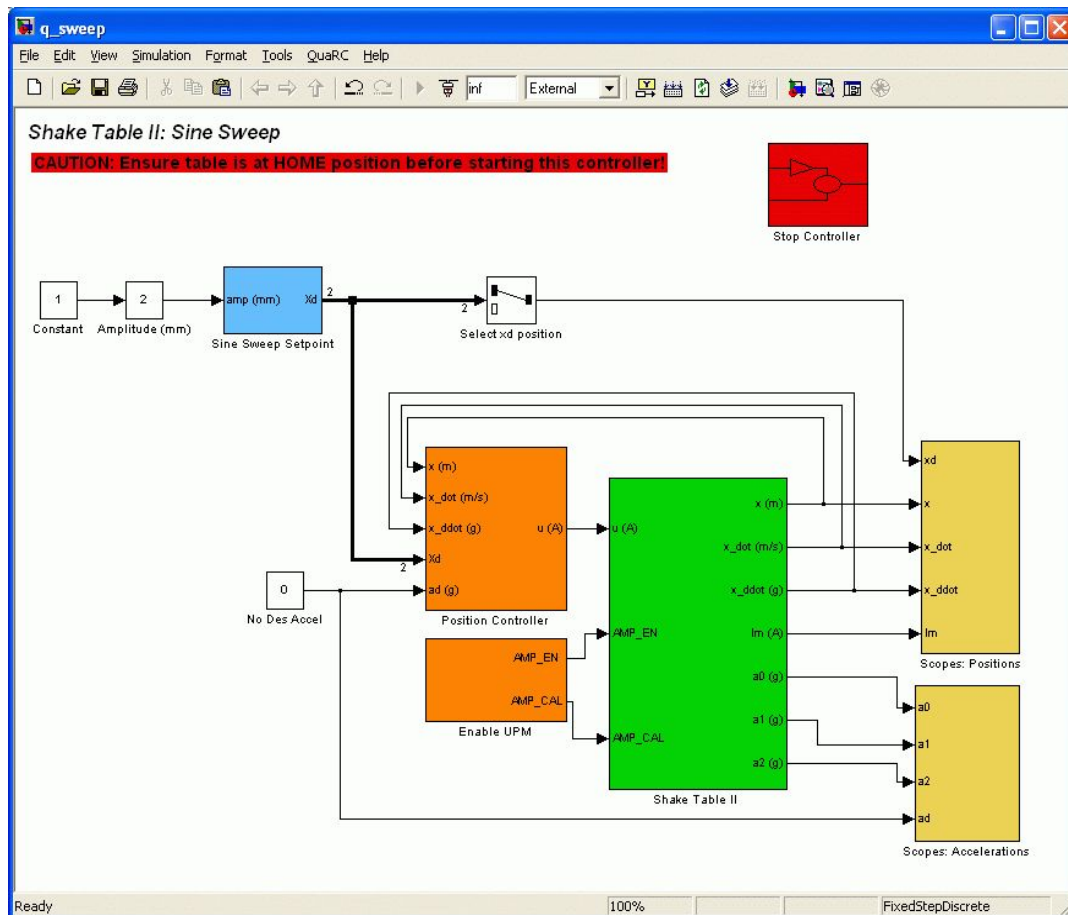 q_sweep
File Edit View Simulation Format Tools QuaRC Help
inf External
Shake Table II: Sine Sweep
CAUTION: Ensure table is at HOME position before starting this controller!
Stop Controller
1
Constant
2
Amplitude (mm)
amp (mm) Xd
2
Sine Sweep Setpoint
2
Select xd position
x (m)
x_dot (m/s)
x_ddot (g)
u (A)
Xd
2
ad (g)
Position Controller
0
No Des Accel
AMP_EN
AMP_CAL
Enable UPM
u (A)
AMP_EN
AMP_CAL
x (m)
x_dot (m/s)
x_ddot (g)
Im (A)
a0 (g)
a1 (g)
a2 (g)
Shake Table II
xd
x
x_dot
x_ddot
Im
Scopes: Positions
a0
a1
a2
ad
Scopes: Accelerations
Ready 100% FixedStepDiscrete